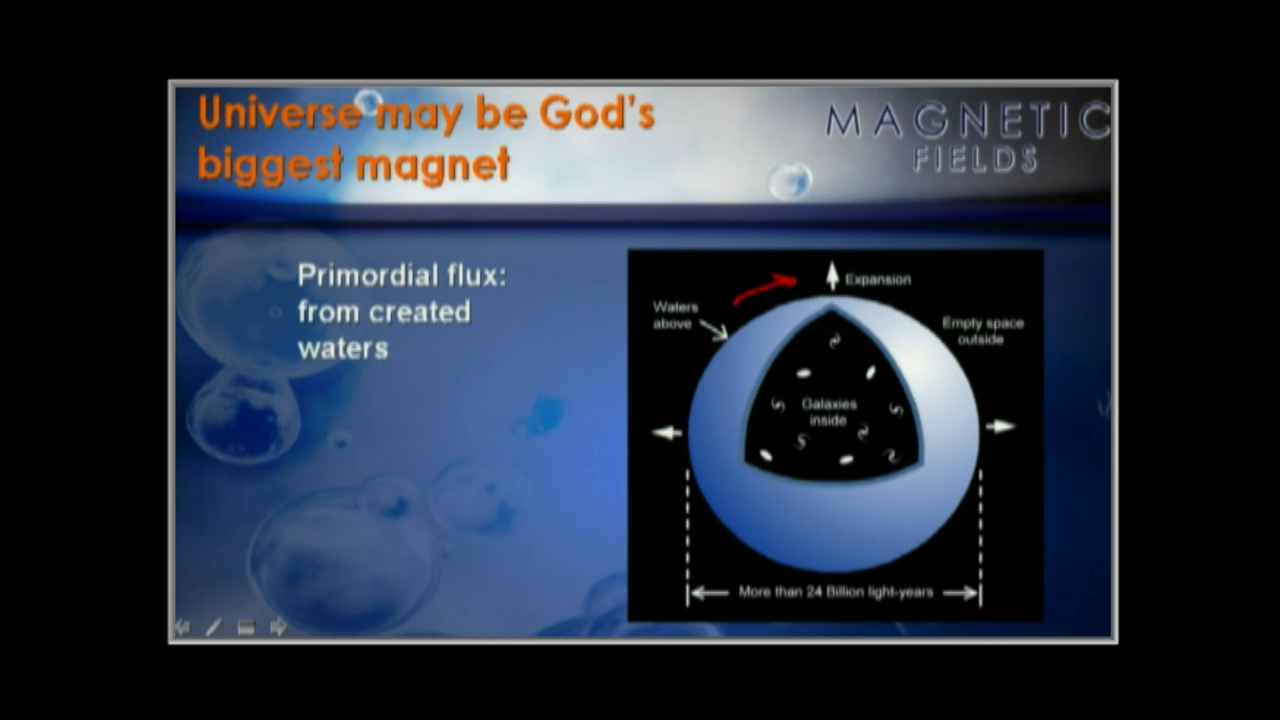 Universe may be God's
biggest magnet
MAGNETIC
FIELDS
Primordial flux:
from created
waters
Expansion
Waters
above
Empty space
outside
Galaxies
inside
More than 24 Billion light-years